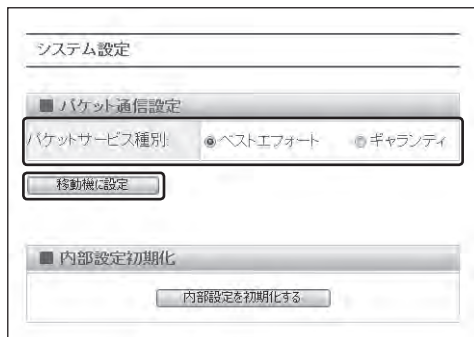 システム設定
■ パケット通信設定
パケットサービス種別: ベストエフォート ギャランティ
移動機に設定
■ 内部設定初期化
内部設定を初期化する